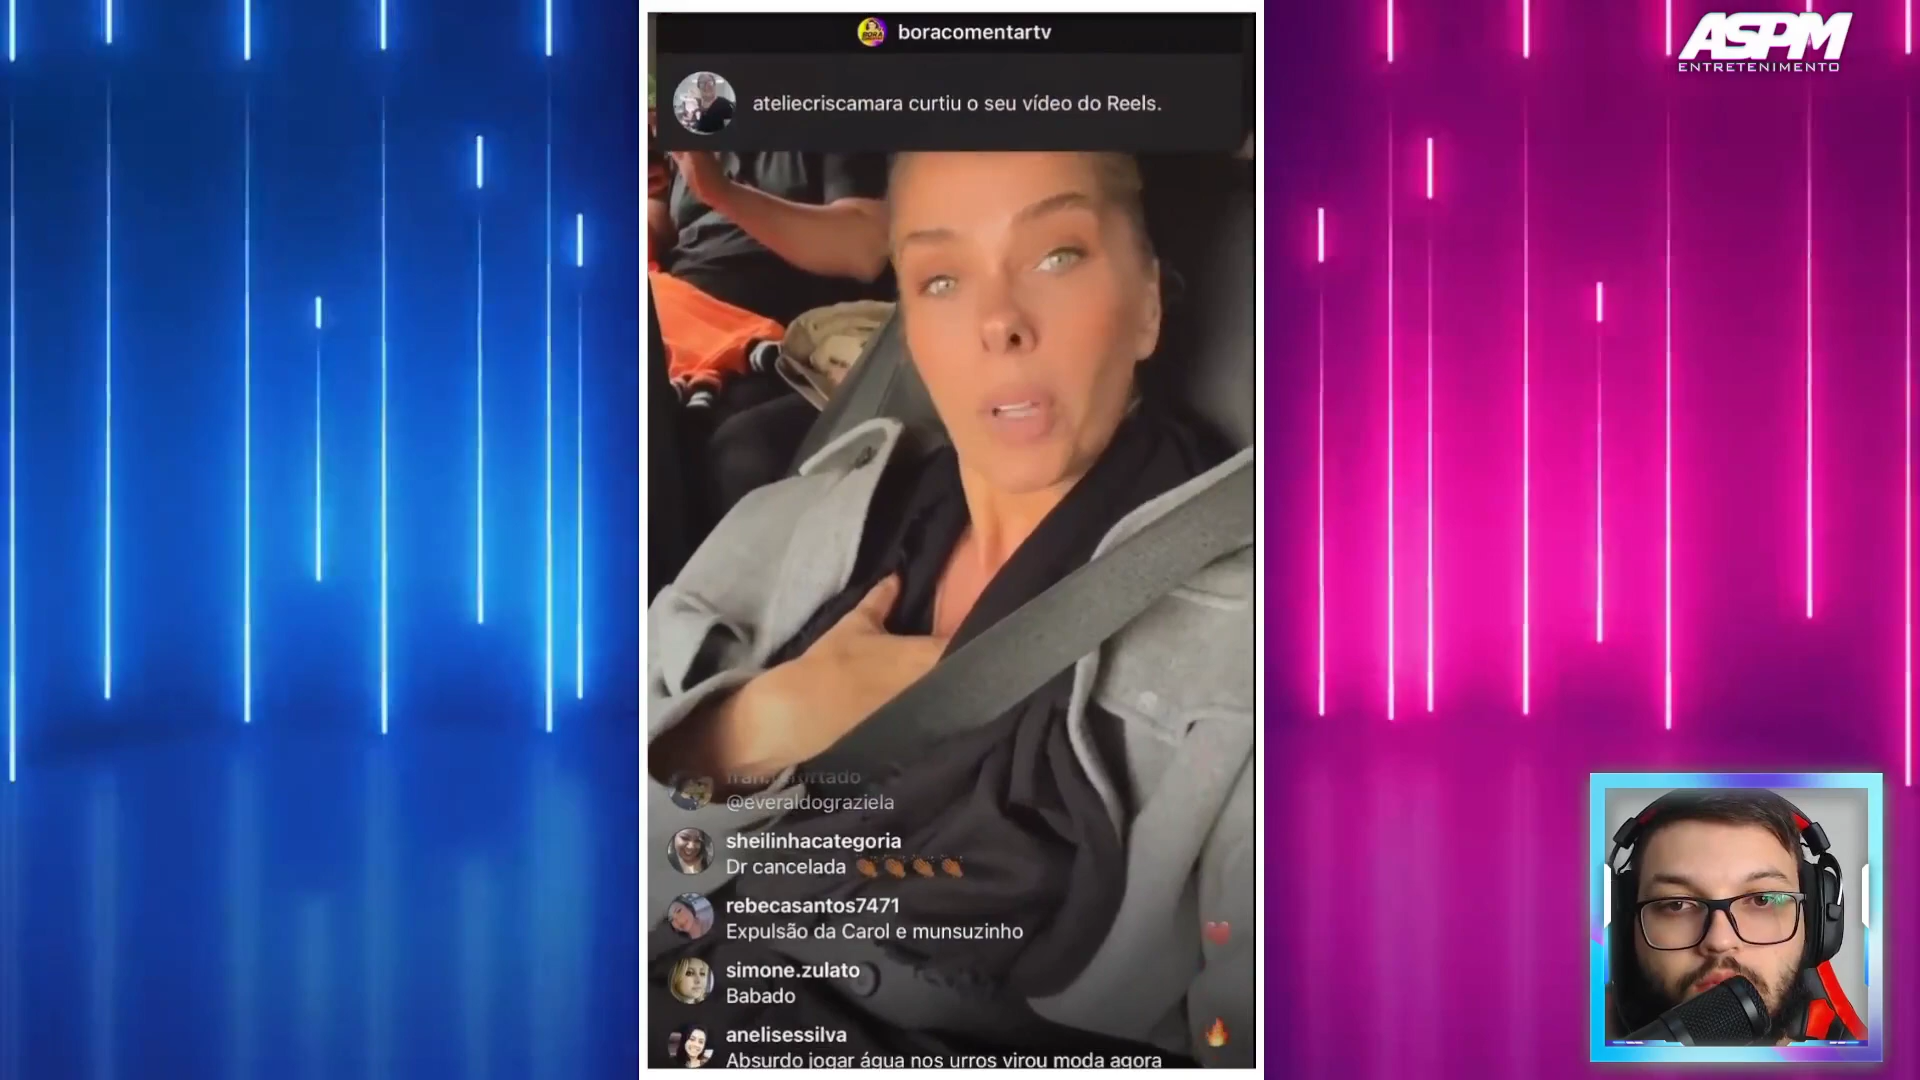 boracomentartv
ateliecriscamara curtiu o seu vídeo do Reels.
ASPM
ENTRETENIMENTO
@everaldograziela
sheilinhacategoria
Dr cancelada 👏🏾👏🏾👏🏾👏🏾
rebecasantos7471
Expulsão da Carol e munsuzinho
simone.zulato
Babado
anelisessilva
Absurdo jogar água nos urros virou moda agora